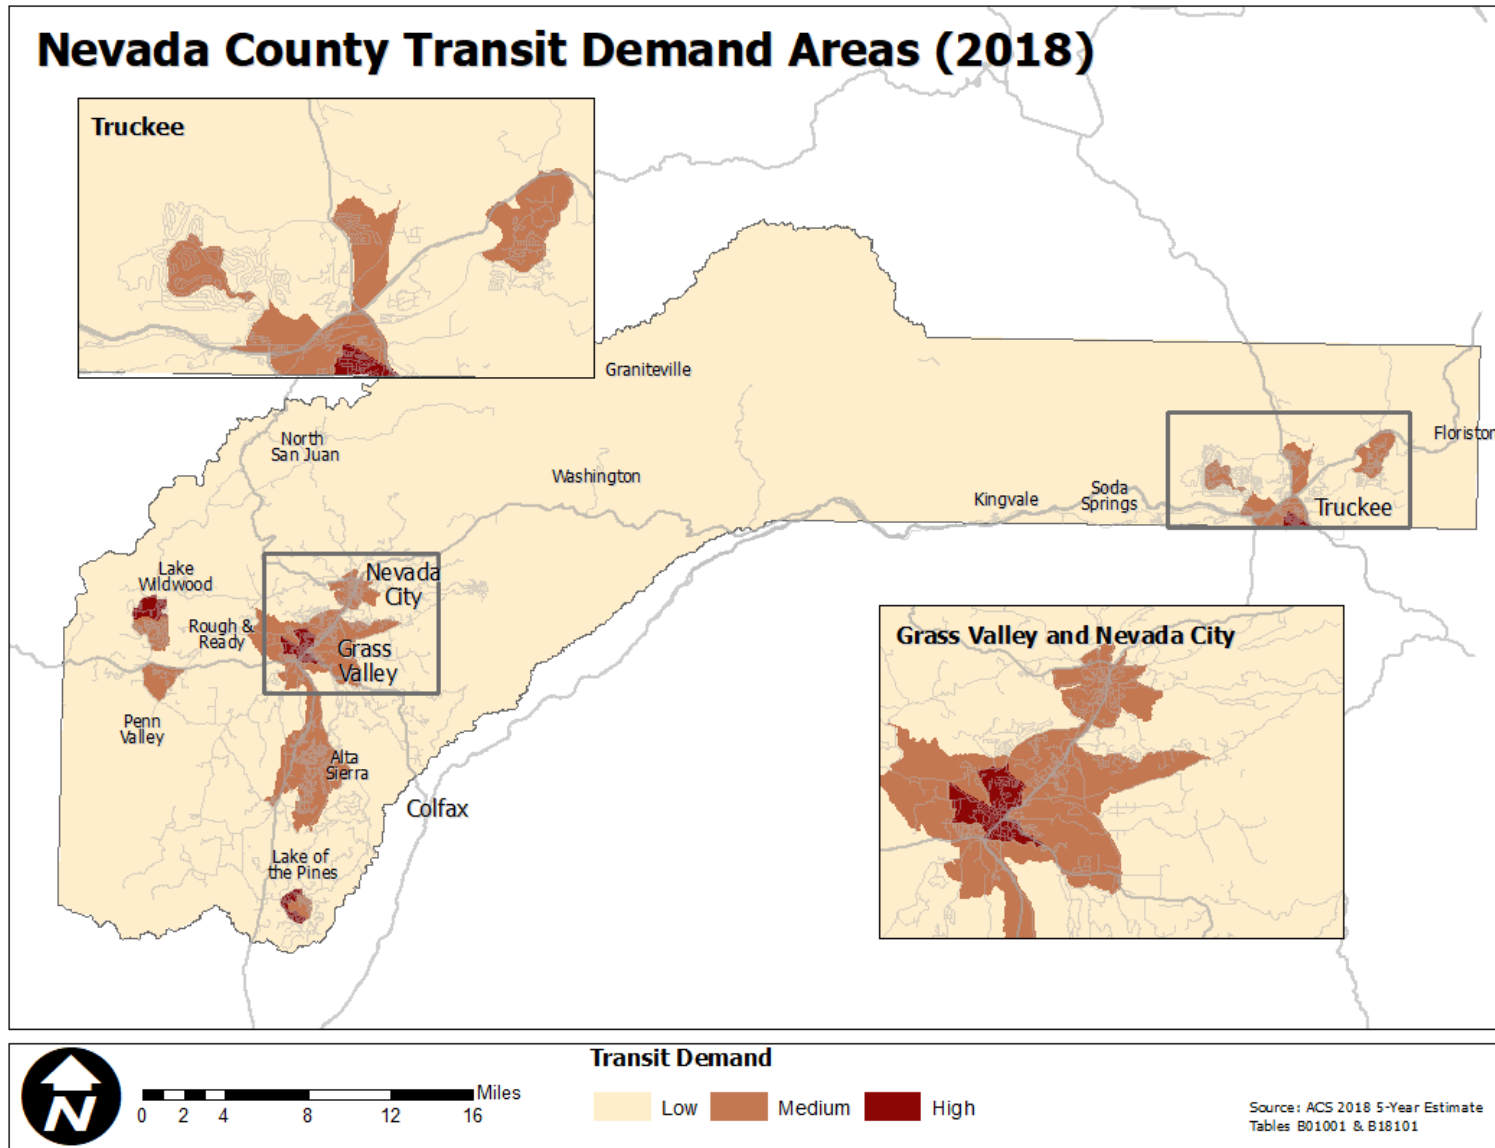 Nevada County Transit Demand Areas (2018)
Truckee
Graniteville
North
San Juan
Washington
Kingvale
Soda
Springs
Floriston
Truckee
Lake
Wildwood
Nevada
City
Rough &
Ready
Grass
Valley
Penn
Valley
Alta
Sierra
Colfax
Lake of
the Pines
Grass Valley and Nevada City
N
0 2 4 8 12 16 Miles
Transit Demand
Low Medium High
Source: ACS 2018 5-Year Estimate
Tables B01001 & B18101